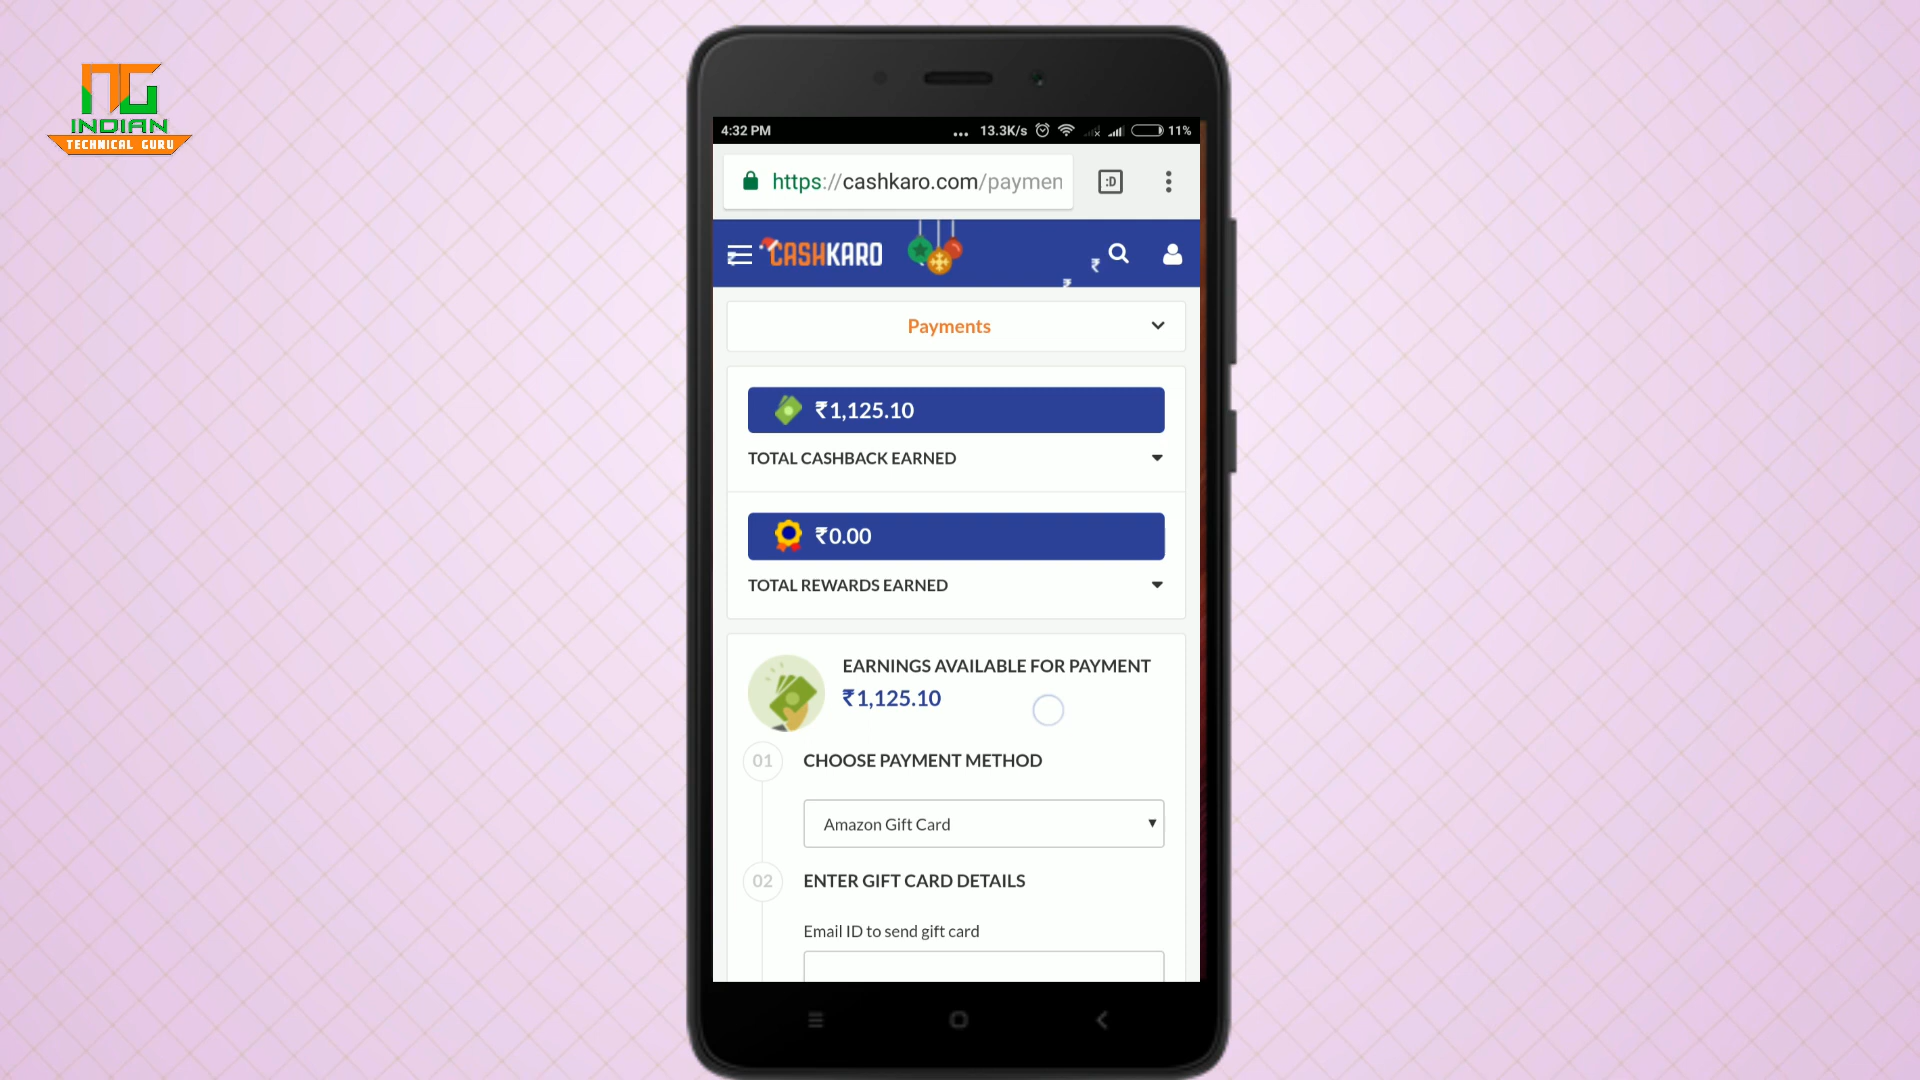 INDIAN
TECHNICAL GURU
4:32 PM
... 13.3K/s 11%
https://cashkaro.com/paymen
:D
CASHKARO
₹
₹
Payments
₹1,125.10
TOTAL CASHBACK EARNED
₹0.00
TOTAL REWARDS EARNED
EARNINGS AVAILABLE FOR PAYMENT
₹1,125.10
01 CHOOSE PAYMENT METHOD
Amazon Gift Card
02 ENTER GIFT CARD DETAILS
Email ID to send gift card